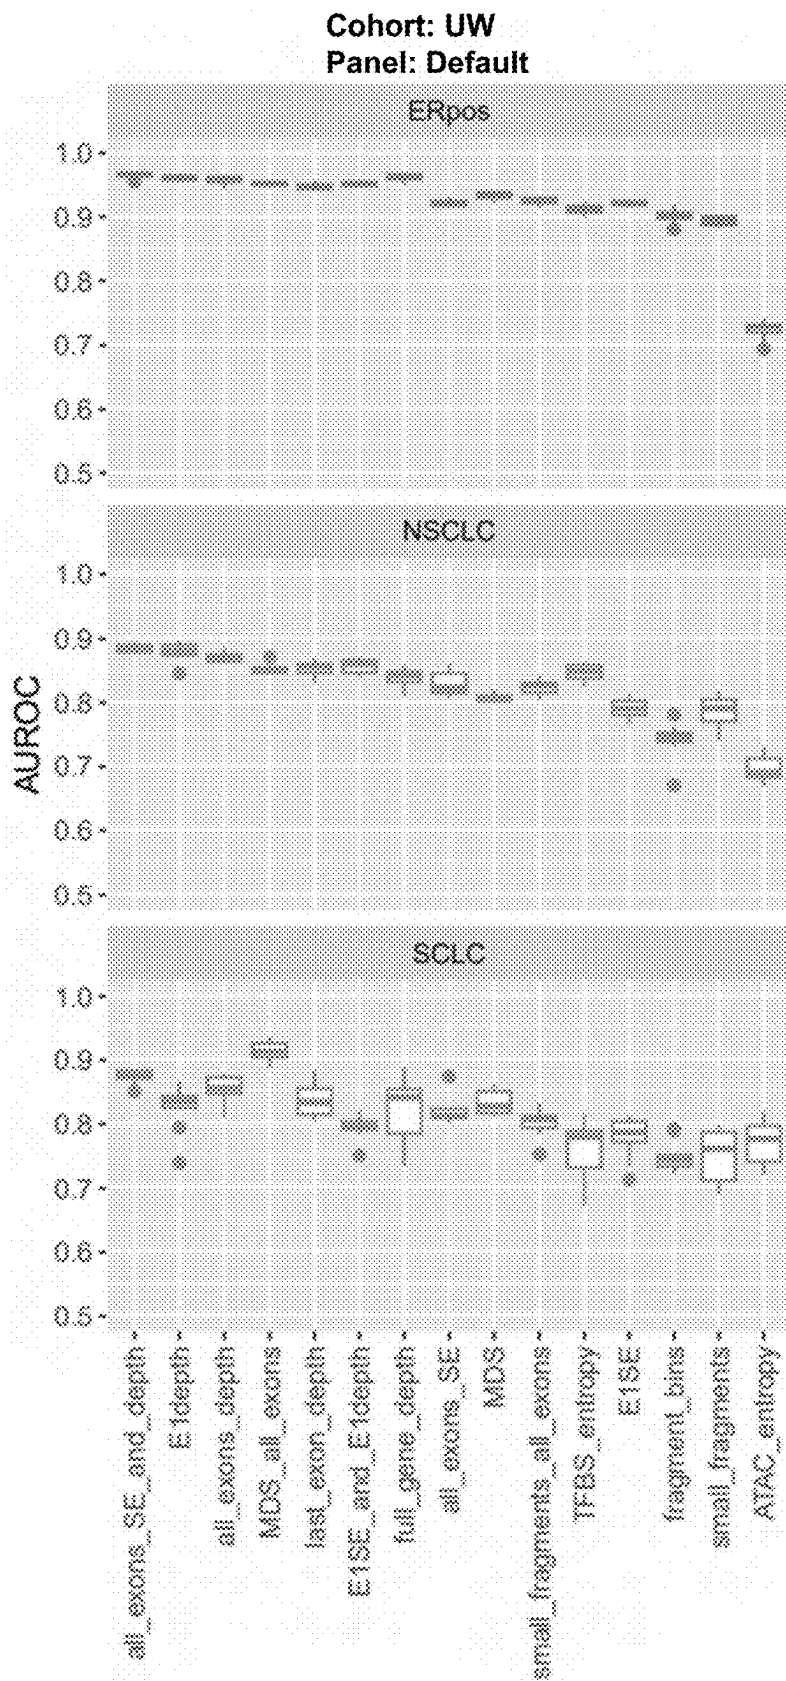 Cohort: UW
Panel: Default
ERpos
1.0
0.9
0.8
0.7
0.6
0.5
NSCLC
1.0
0.9
0.8
0.7
0.6
0.5
AUROC
SCLC
1.0
0.9
0.8
0.7
0.6
0.5
all_exons_SE_and_depth
E1depth
all_exons_depth
MDS_all_exons
last_exon_depth
E1SE_and_E1depth
full_gene_depth
all_exons_SE
MDS
small_fragments_all_exons
TFBS_entropy
E1SE
fragment_bins
small_fragments
ATAC_entropy